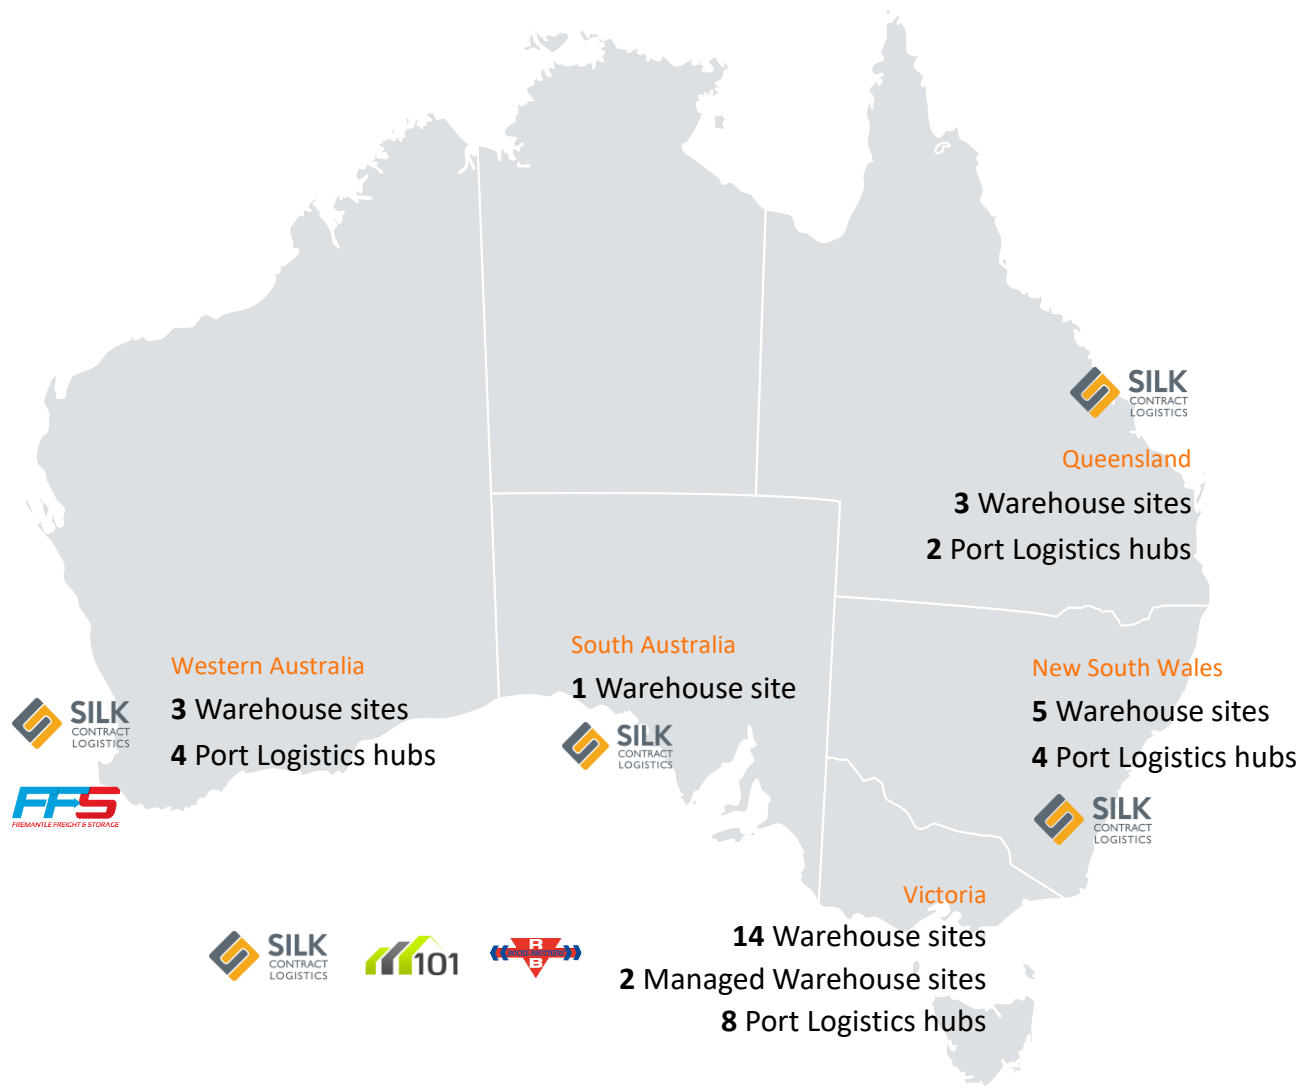 SILK
CONTRACT
LOGISTICS
Queensland
3 Warehouse sites
2 Port Logistics hubs
Western Australia
3 Warehouse sites
4 Port Logistics hubs
SILK
CONTRACT
LOGISTICS
FFS
FREMANTLE FREIGHT & STORAGE
South Australia
1 Warehouse site
SILK
CONTRACT
LOGISTICS
New South Wales
5 Warehouse sites
4 Port Logistics hubs
SILK
CONTRACT
LOGISTICS
Victoria
14 Warehouse sites
2 Managed Warehouse sites
8 Port Logistics hubs
SILK
CONTRACT
LOGISTICS
101
R
B